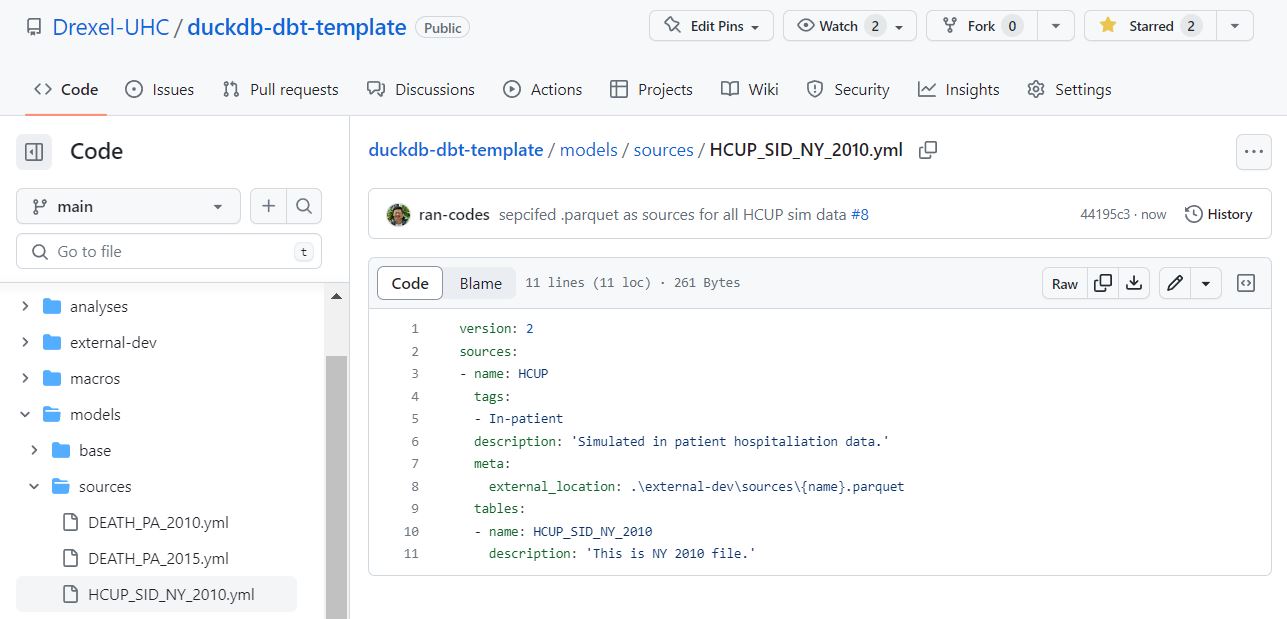 Drexel-UHC / duckdb-dbt-template Public
Edit Pins Watch 2 Fork 0 Starred 2
Code Issues Pull requests Discussions Actions Projects Wiki Security Insights Settings
Code
main
Go to file t
analyses
external-dev
macros
models
base
sources
DEATH_PA_2010.yml
DEATH_PA_2015.yml
HCUP_SID_NY_2010.yml
duckdb-dbt-template / models / sources / HCUP_SID_NY_2010.yml
ran-codes sepcifed .parquet as sources for all HCUP sim data #8 44195c3 · now History
Code Blame 11 lines (11 loc) · 261 Bytes Raw
1 version: 2
2 sources:
3 - name: HCUP
4 tags:
5 - In-patient
6 description: 'Simulated in patient hospitaliation data.'
7 meta:
8 external_location: .\external-dev\sources\{name}.parquet
9 tables:
10 - name: HCUP_SID_NY_2010
11 description: 'This is NY 2010 file.'